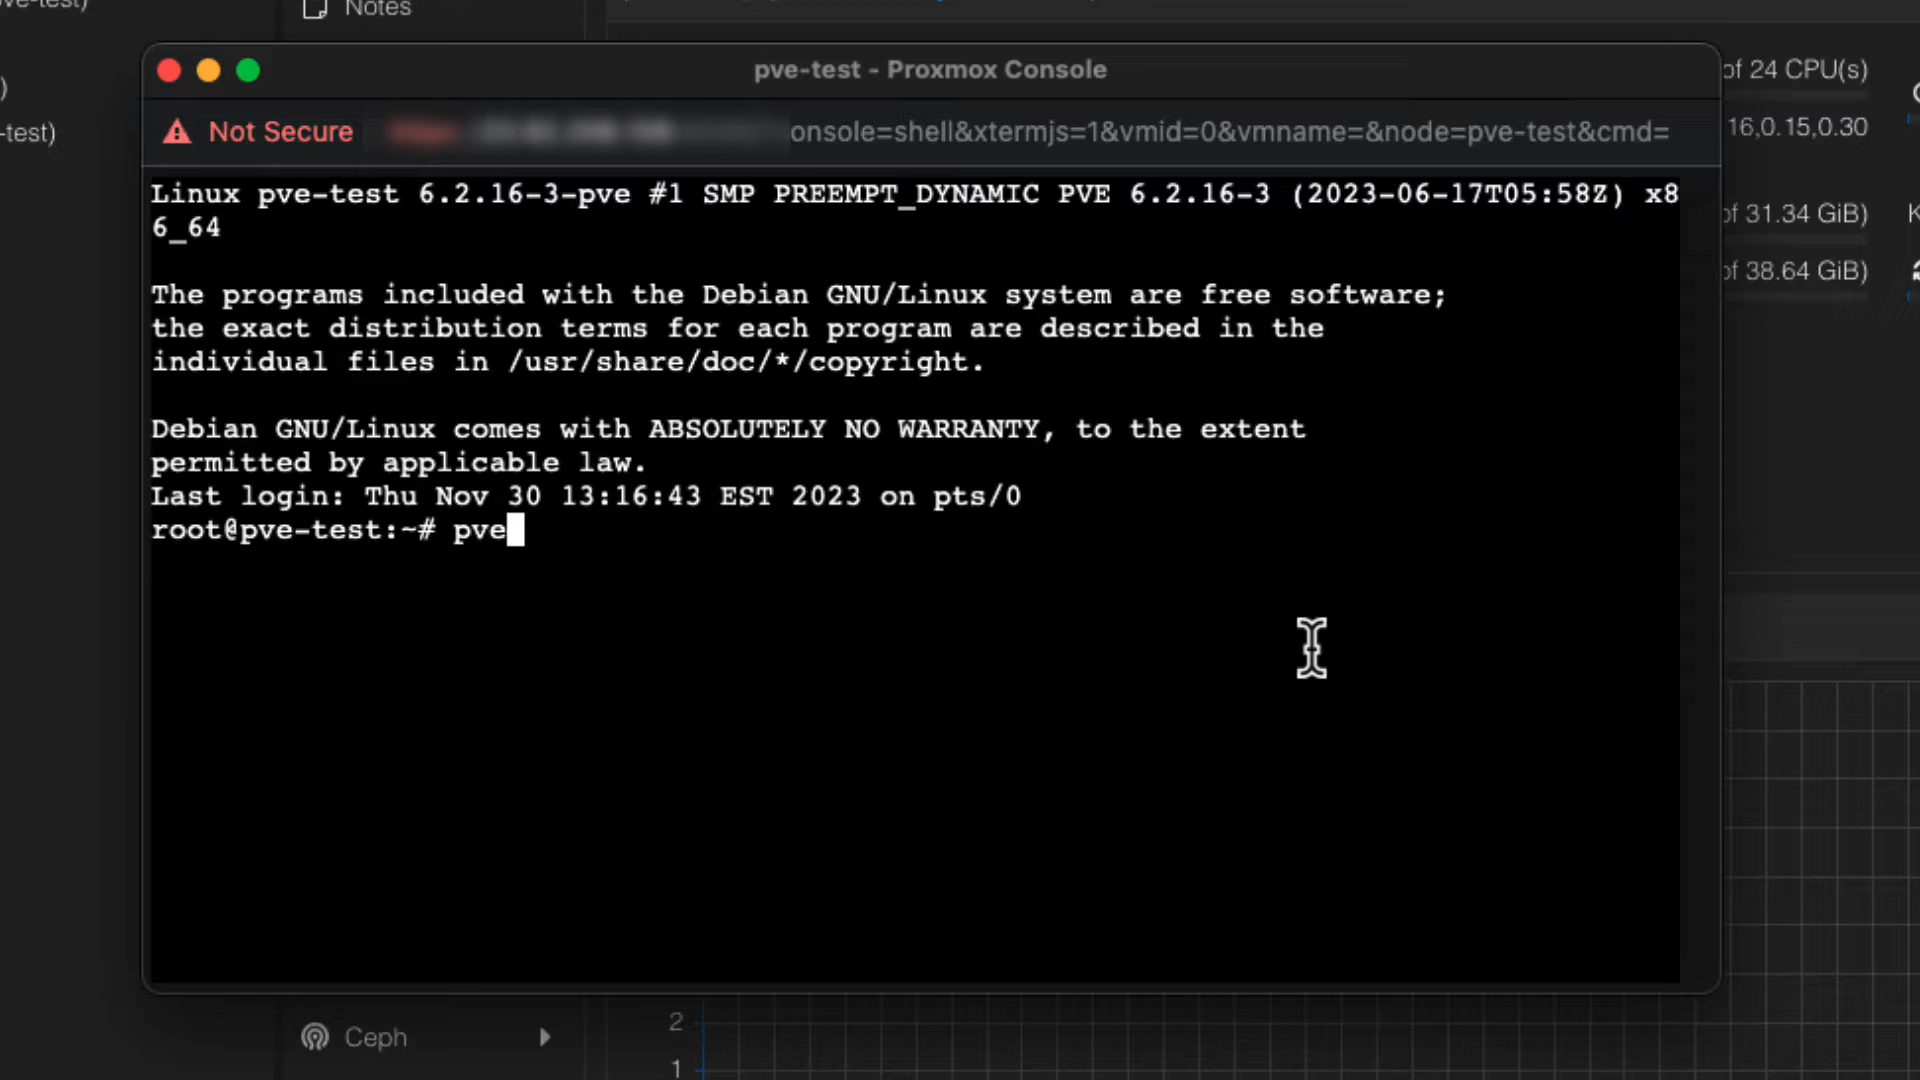 ve-test)
Notes
pve-test - Proxmox Console
of 24 CPU(s)
)
Not Secure
onsole=shell&xtermjs=1&vmid=0&vmname=&node=pve-test&cmd=
-test)
16,0.15,0.30
Linux pve-test 6.2.16-3-pve #1 SMP PREEMPT_DYNAMIC PVE 6.2.16-3 (2023-06-17T05:58Z) x8
6_64
of 31.34 GiB)
K
of 38.64 GiB)
The programs included with the Debian GNU/Linux system are free software;
the exact distribution terms for each program are described in the
individual files in /usr/share/doc/*/copyright.
Debian GNU/Linux comes with ABSOLUTELY NO WARRANTY, to the extent
permitted by applicable law.
Last login: Thu Nov 30 13:16:43 EST 2023 on pts/0
root@pve-test:~# pve
Ceph
2
1